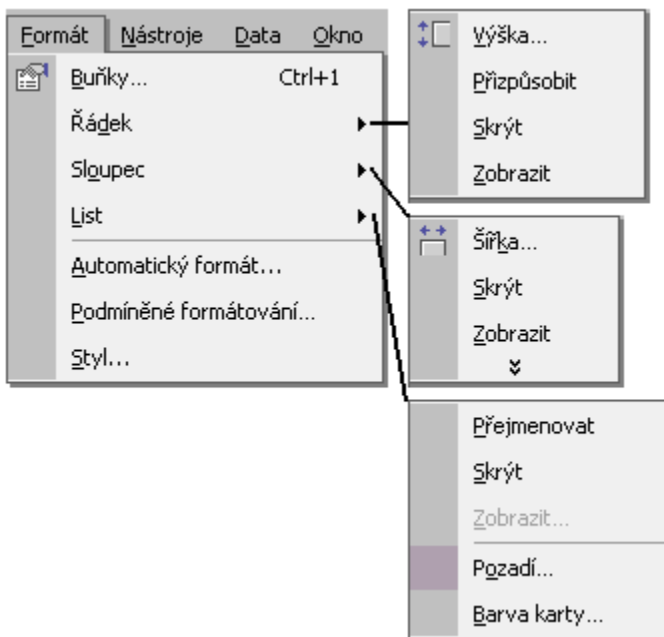 Formát Nástroje Data Okno
Buňky... Ctrl+1
Řádek
Sloupec
List
Automatický formát...
Podmíněné formátování...
Styl...
Výška...
Přizpůsobit
Skrýt
Zobrazit
Šířka...
Skrýt
Zobrazit
Přejmenovat
Skrýt
Zobrazit...
Pozadí...
Barva karty...